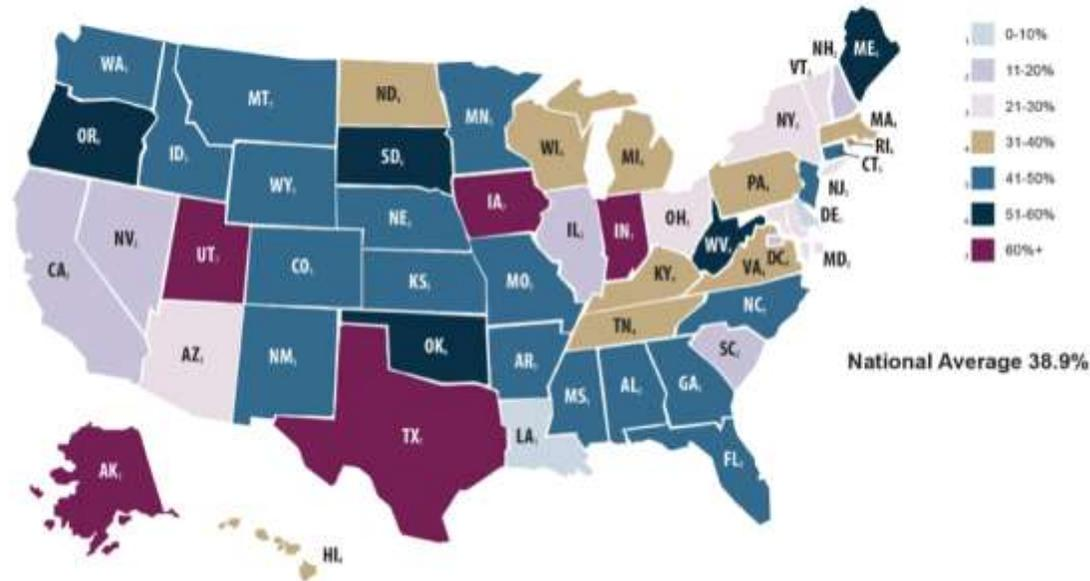 ME
NH
VT
WA
MT
ND
MN
OR
ID
SD
WI
MI
NY
MA
RI
CT
WY
IA
PA
NJ
NE
OH
DE
NV
UT
IL
IN
WV
MD
CA
CO
KS
MO
KY
VA
DC
NC
TN
AZ
NM
OK
AR
SC
MS
AL
GA
TX
LA
FL
AK
HI
0-10%
11-20%
21-30%
31-40%
41-50%
51-60%
60%+
National Average 38.9%